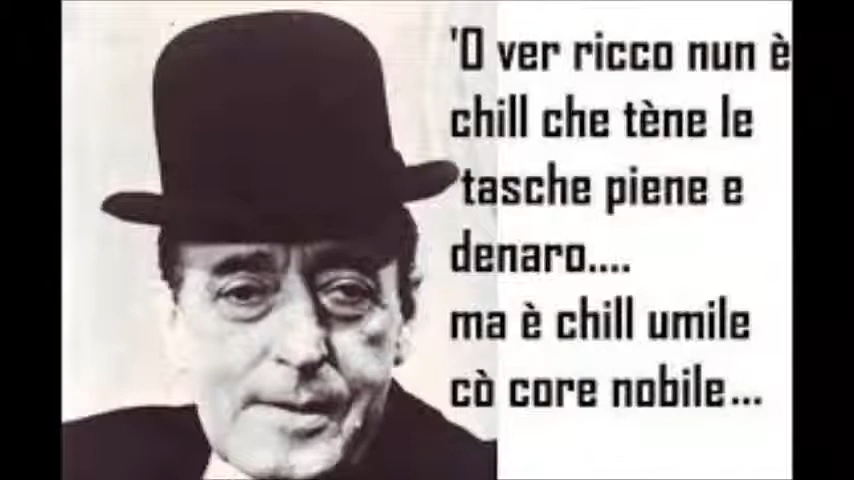 'O ver ricco nun è
chill che tène le
tasche piene e
denaro....
ma è chill umile
cò core nobile...